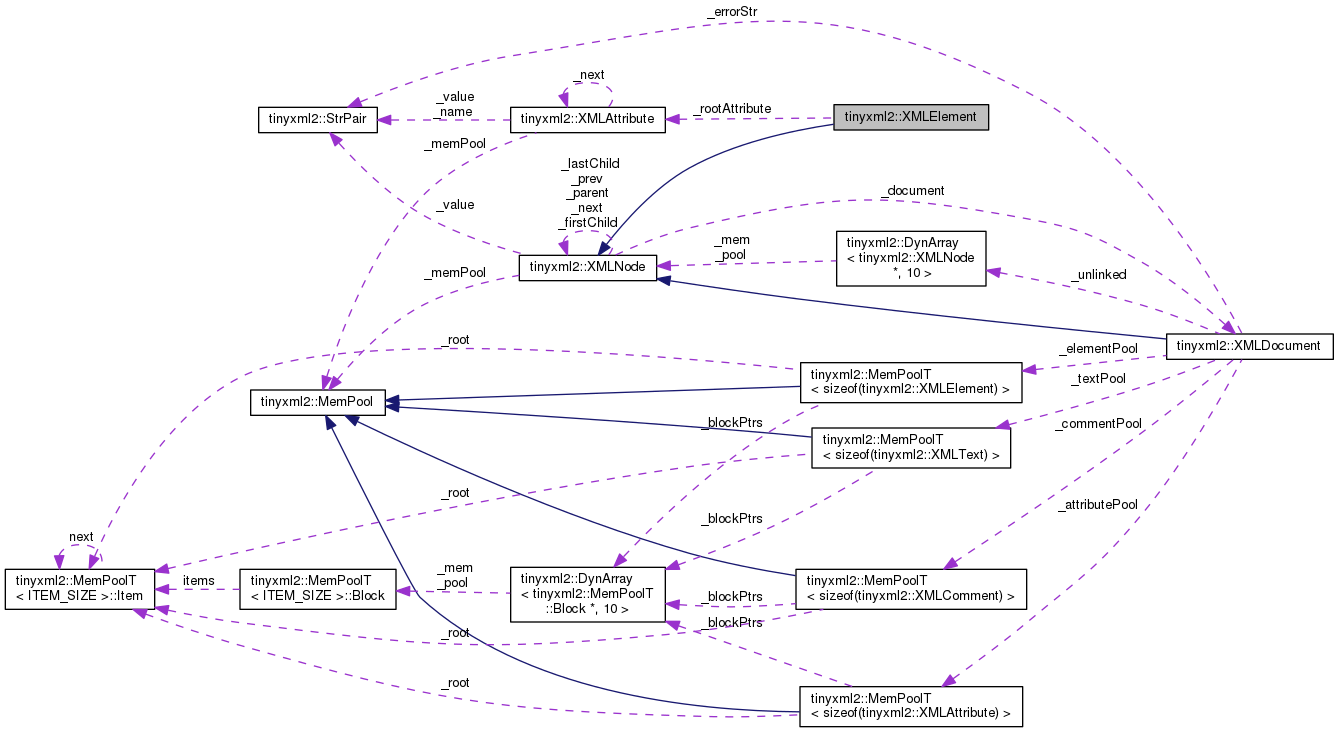 _errorStr
_next
_value
_name
_rootAttribute
tinyxml2::StrPair
tinyxml2::XMLAttribute
tinyxml2::XMLElement
_memPool
_lastChild
_prev
_parent
_next
_firstChild
_document
_value
_mem
_pool
tinyxml2::DynArray
< tinyxml2::XMLNode
*, 10 >
tinyxml2::XMLNode
_memPool
_unlinked
_root
tinyxml2::XMLDocument
_elementPool
tinyxml2::MemPoolT
< sizeof(tinyxml2::XMLElement) >
_textPool
tinyxml2::MemPool
_blockPtrs
_commentPool
tinyxml2::MemPoolT
< sizeof(tinyxml2::XMLText) >
_root
_blockPtrs
_attributePool
next
tinyxml2::MemPoolT
< ITEM_SIZE >::Item
items
tinyxml2::MemPoolT
< ITEM_SIZE >::Block
_mem
_pool
tinyxml2::DynArray
< tinyxml2::MemPoolT
::Block *, 10 >
_blockPtrs
tinyxml2::MemPoolT
< sizeof(tinyxml2::XMLComment) >
_root
_blockPtrs
_root
tinyxml2::MemPoolT
< sizeof(tinyxml2::XMLAttribute) >